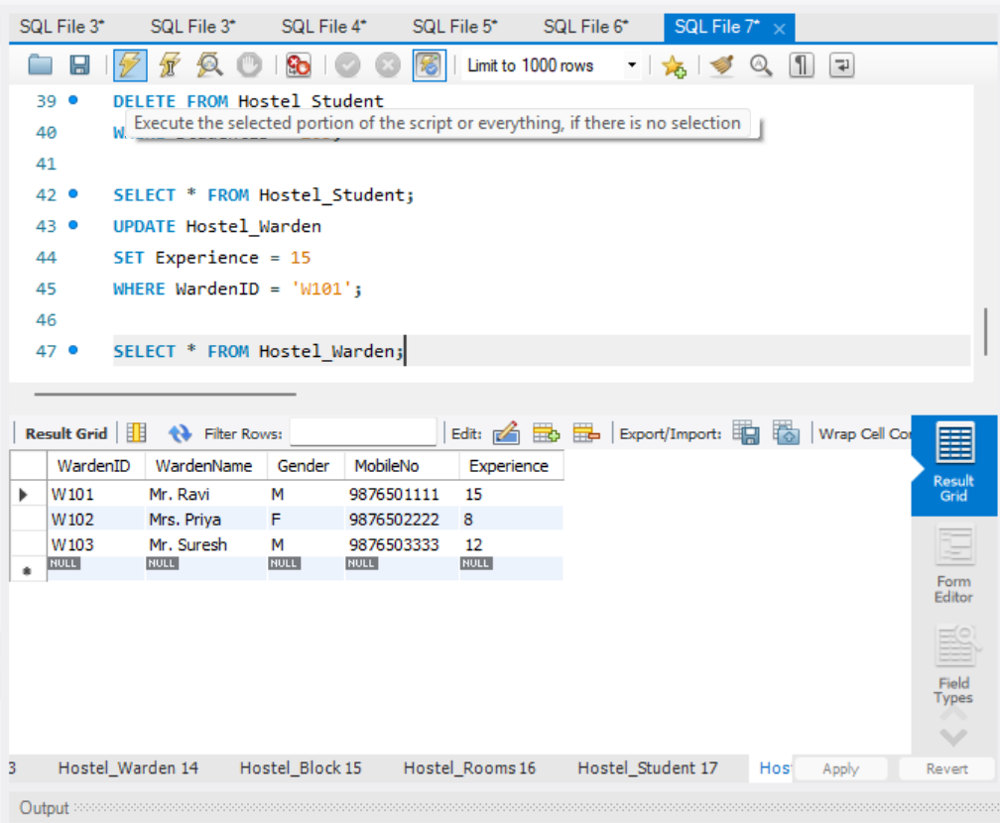 SQL File 3* SQL File 3* SQL File 4* SQL File 5* SQL File 6* SQL File 7*
Limit to 1000 rows
39 DELETE FROM Hostel_Student
Execute the selected portion of the script or everything, if there is no selection
40
41
42 SELECT * FROM Hostel_Student;
43 UPDATE Hostel_Warden
44 SET Experience = 15
45 WHERE WardenID = 'W101';
46
47 SELECT * FROM Hostel_Warden;
Result Grid Filter Rows: Edit: Export/Import: Wrap Cell Co
WardenID WardenName Gender MobileNo Experience
W101 Mr. Ravi M 9876501111 15
W102 Mrs. Priya F 9876502222 8
W103 Mr. Suresh M 9876503333 12
NULL NULL NULL NULL NULL
Result
Grid
Form
Editor
Field
Types
3 Hostel_Warden 14 Hostel_Block 15 Hostel_Rooms 16 Hostel_Student 17 Hos Apply Revert
Output